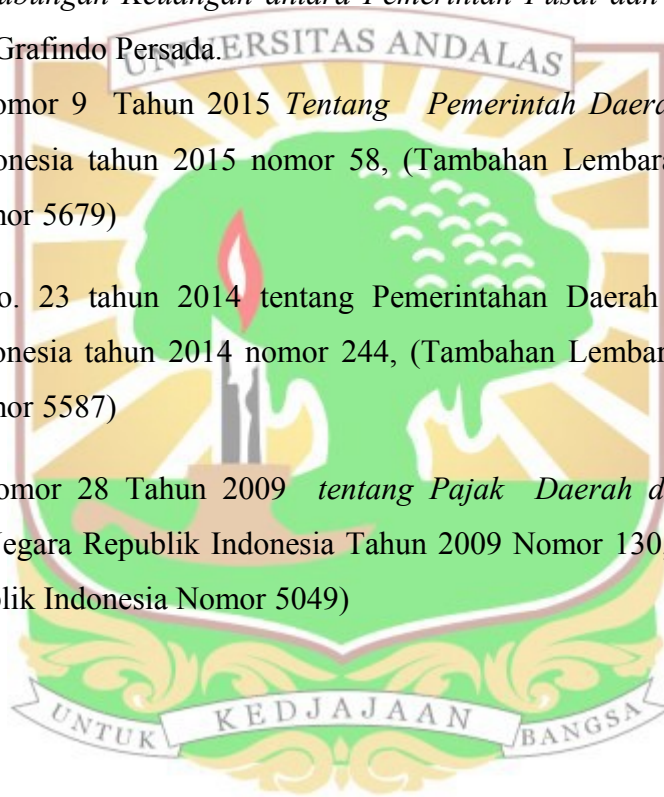 ubungan Keuangan antara Pemerintah Pusat dan
Grafindo Persada.
UNIVERSITAS ANDALAS
omor 9 Tahun 2015 Tentang Pemerintah Daera
onesia tahun 2015 nomor 58, (Tambahan Lembara
nor 5679)
o. 23 tahun 2014 tentang Pemerintahan Daerah
onesia tahun 2014 nomor 244, (Tambahan Lembar
nor 5587)
omor 28 Tahun 2009 tentang Pajak Daerah d
Negara Republik Indonesia Tahun 2009 Nomor 130
blik Indonesia Nomor 5049)
UNTUK KEDJAJAAN BANGSA